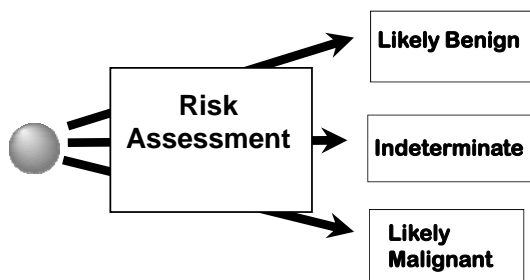 Likely Benign
Risk
Assessment
Indeterminate
Likely
Malignant